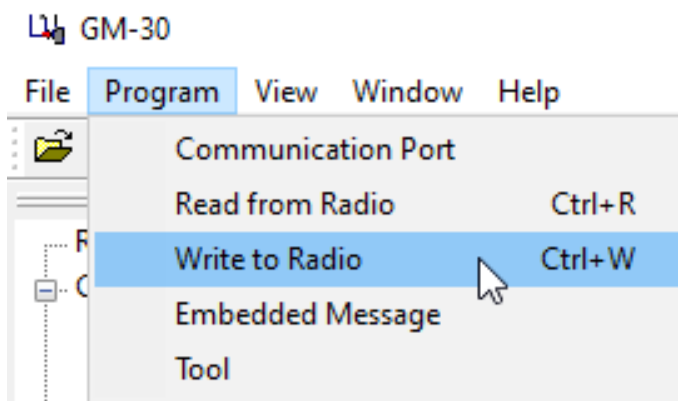 GM-30
File Program View Window Help
Communication Port
Read from Radio Ctrl+R
Write to Radio Ctrl+W
Embedded Message
Tool